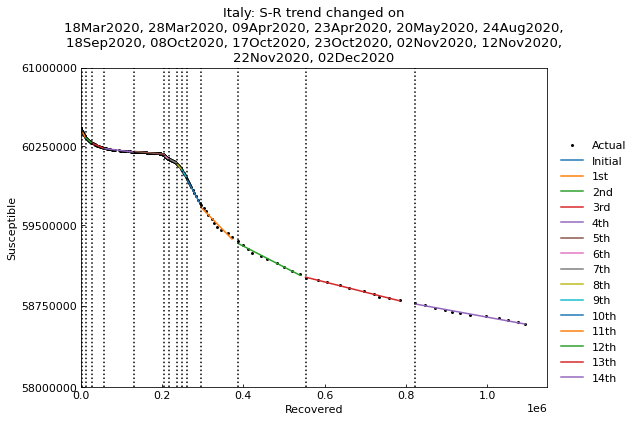 Italy: S-R trend changed on
18Mar2020, 28Mar2020, 09Apr2020, 23Apr2020, 20May2020, 24Aug2020,
18Sep2020, 08Oct2020, 17Oct2020, 23Oct2020, 02Nov2020, 12Nov2020,
22Nov2020, 02Dec2020
61000000
60250000
59500000
58750000
58000000
Susceptible
0.0 0.2 0.4 0.6 0.8 1.0
1e6
Recovered
Actual
Initial
1st
2nd
3rd
4th
5th
6th
7th
8th
9th
10th
11th
12th
13th
14th